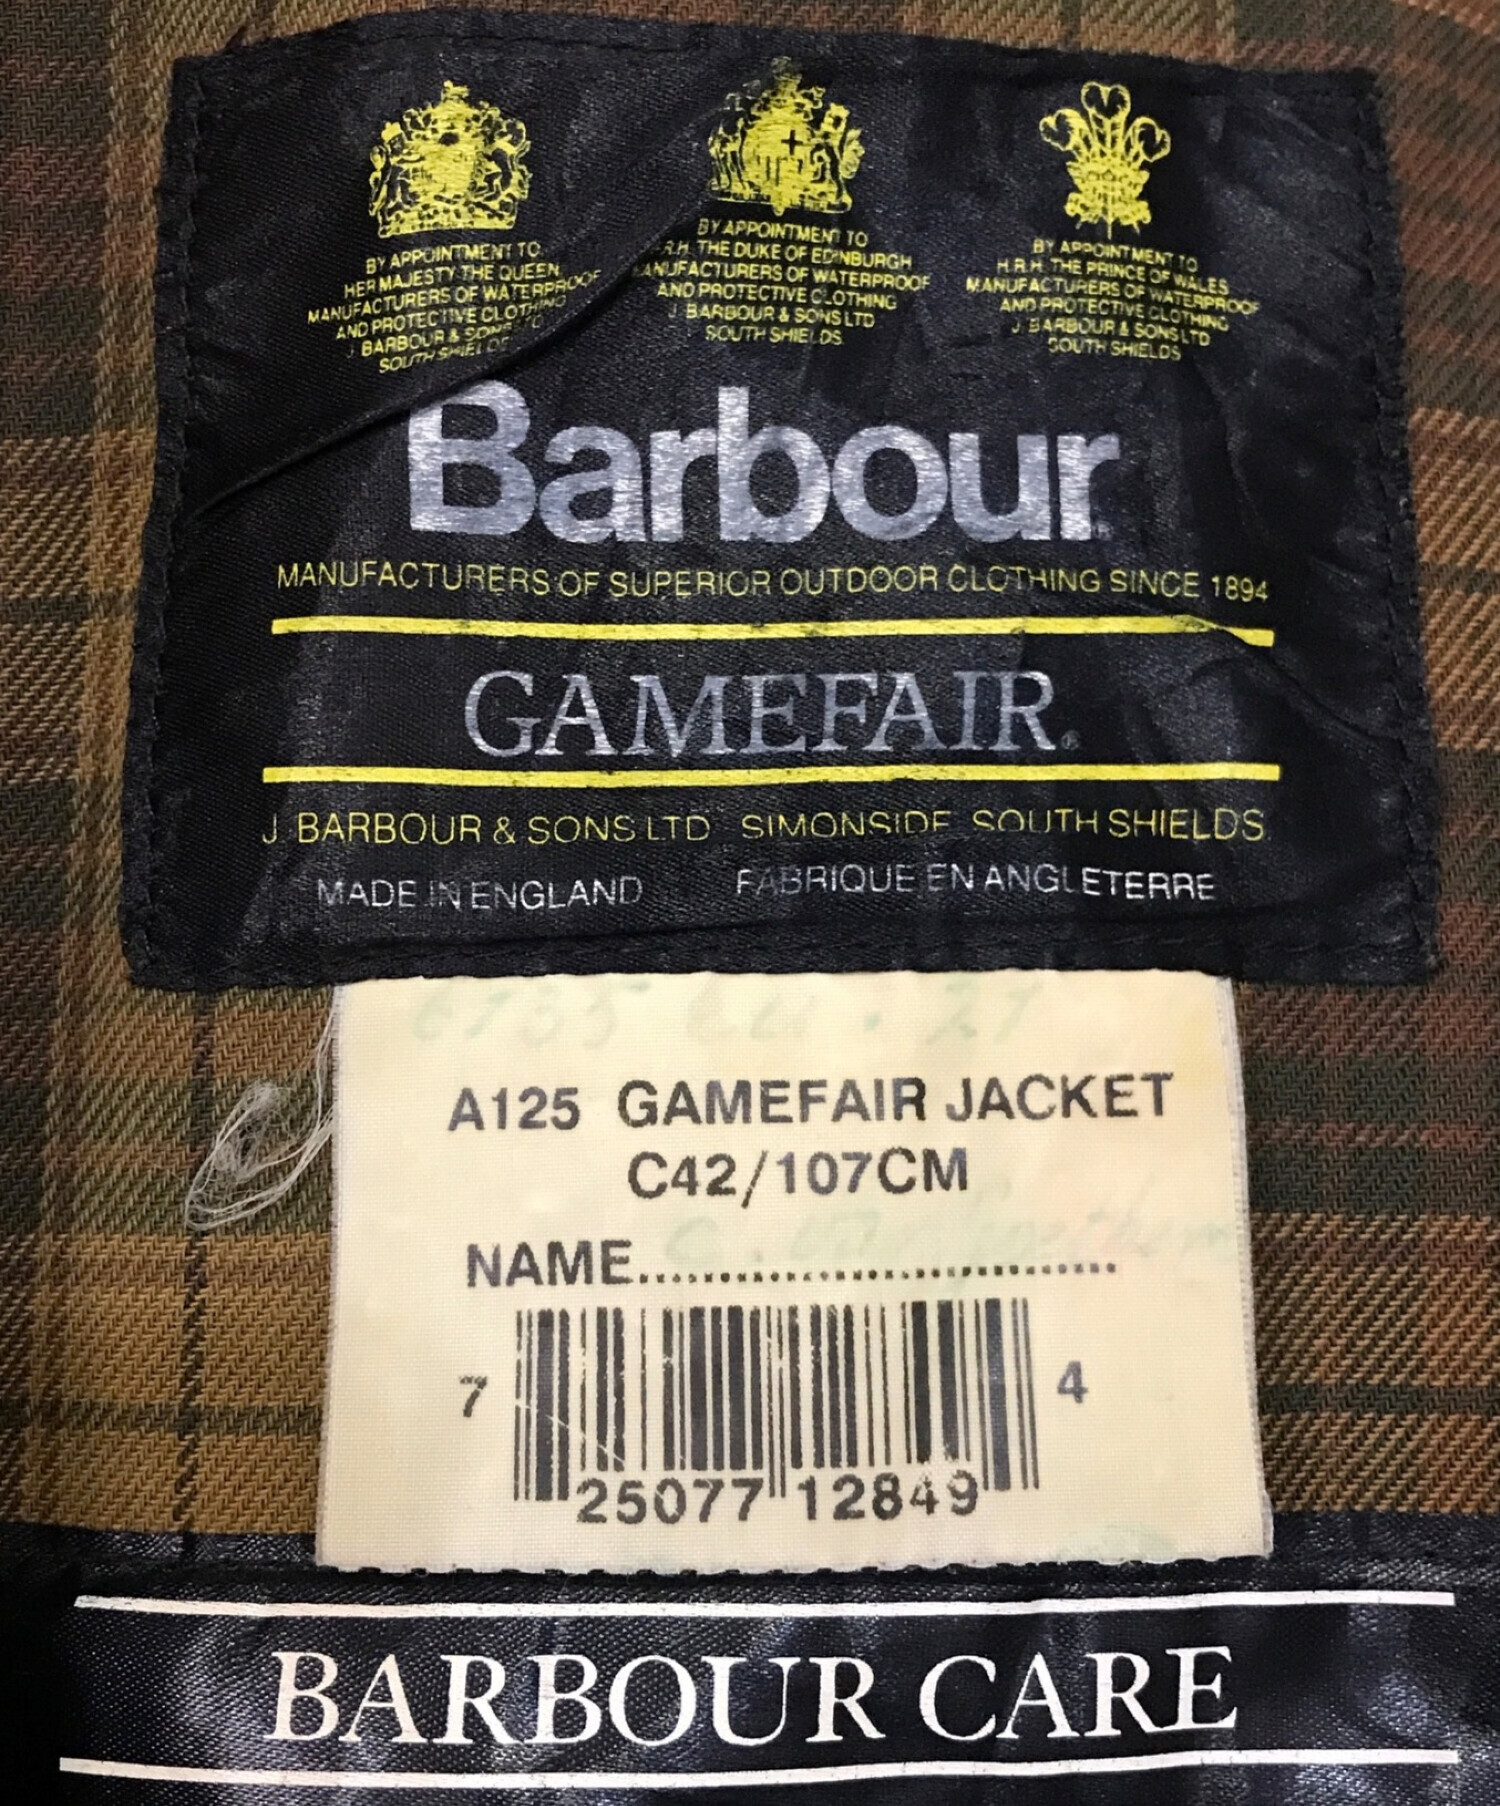 BY APPOINTMENT TO
HER MAJESTY THE QUEEN
MANUFACTURERS OF WATERPROOF
AND PROTECTIVE CLOTHING
J. BARBOUR & SONS LTD
SOUTH SHIELDS
BY APPOINTMENT TO
H.R.H. THE DUKE OF EDINBURGH
MANUFACTURERS OF WATERPROOF
AND PROTECTIVE CLOTHING
J. BARBOUR & SONS LTD
SOUTH SHIELDS
BY APPOINTMENT TO
H.R.H. THE PRINCE OF WALES
MANUFACTURERS OF WATERPROOF
AND PROTECTIVE CLOTHING
J. BARBOUR & SONS LTD
SOUTH SHIELDS
Barbour
MANUFACTURERS OF SUPERIOR OUTDOOR CLOTHING SINCE 1894
GAMEFAIR®
J. BARBOUR & SONS LTD SIMONSIDE SOUTH SHIELDS
MADE IN ENGLAND FABRIQUE EN ANGLETERRE
A125 GAMEFAIR JACKET
C42/107CM
NAME......................................
7 25077 12849 4
BARBOUR CARE